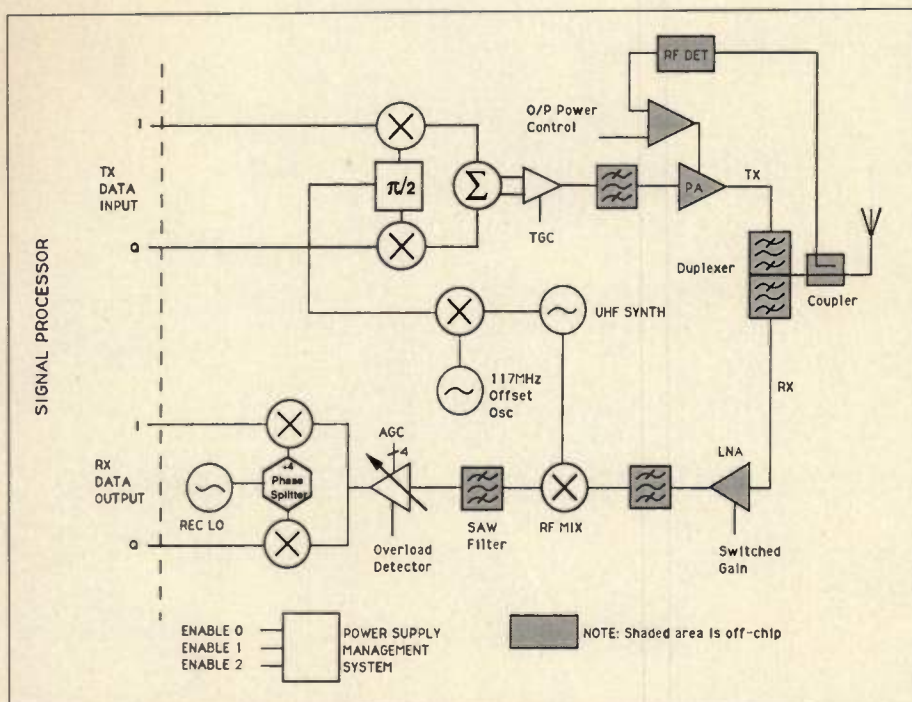 RF DET
O/P Power
Control
I
TX
DATA
INPUT
π/2
Σ
PA
TX
TGC
Q
Duplexer
Coupler
SIGNAL PROCESSOR
UHF SYNTH
117MHz
Offset
Osc
RX
I
AGC
4
LNA
RX
DATA
OUTPUT
÷4
Phase
Splitter
REC LO
SAW
Filter
RF MIX
Q
Overload
Detector
Switched
Gain
ENABLE 0
ENABLE 1
ENABLE 2
POWER SUPPLY
MANAGEMENT
SYSTEM
NOTE: Shaded area is off-chip